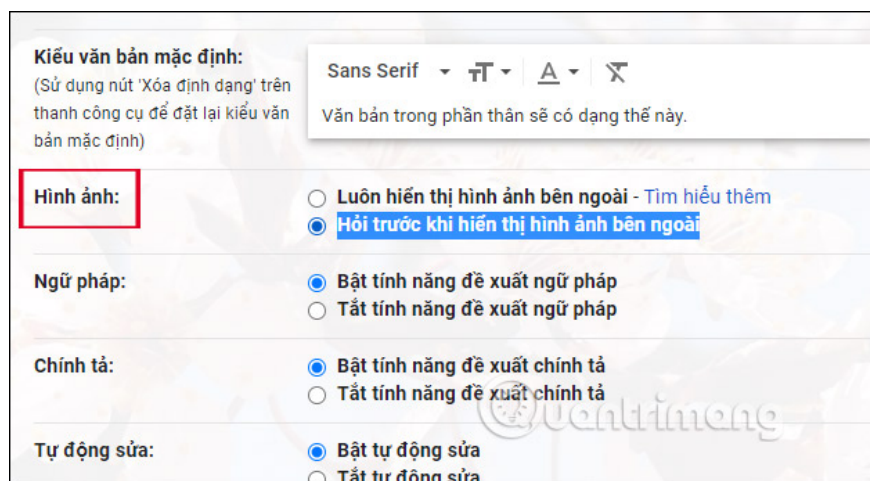 Kiểu văn bản mặc định:
(Sử dụng nút 'Xóa định dạng' trên
thanh công cụ để đặt lại kiểu văn
bản mặc định)
Sans Serif
Văn bản trong phần thân sẽ có dạng thế này.
Hình ảnh:
Luôn hiển thị hình ảnh bên ngoài - Tìm hiểu thêm
Hỏi trước khi hiển thị hình ảnh bên ngoài
Ngữ pháp:
Bật tính năng đề xuất ngữ pháp
Tắt tính năng đề xuất ngữ pháp
Chính tả:
Bật tính năng đề xuất chính tả
Tắt tính năng đề xuất chính tả
Quantrimang
Tự động sửa:
Bật tự động sửa
Tắt tự động sửa